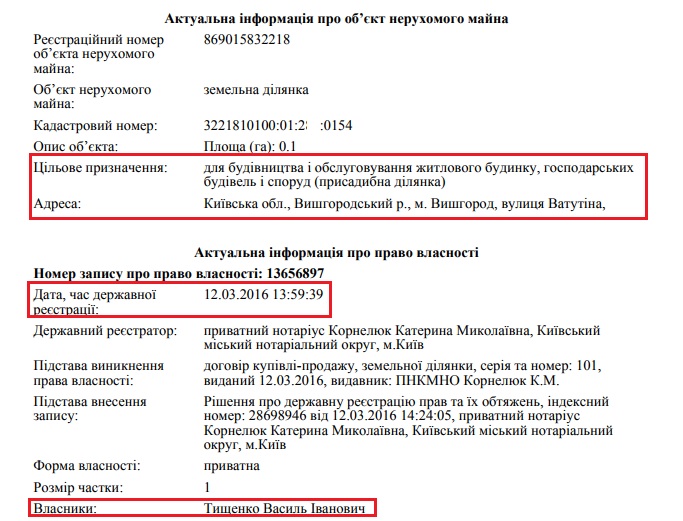 Актуальна інформація про об’єкт нерухомого майна
Реєстраційний номер 869015832218
об’єкта нерухомого
майна:
Об’єкт нерухомого земельна ділянка
майна:
Кадастровий номер: 3221810100:01:28 :0154
Опис об’єкта: Площа (га): 0.1
Цільове призначення: для будівництва і обслуговування житлового будинку, господарських
будівель і споруд (присадибна ділянка)
Адреса: Київська обл., Вишгородський р., м. Вишгород, вулиця Ватутіна,
Актуальна інформація про право власності
Номер запису про право власності: 13656897
Дата, час державної 12.03.2016 13:59:39
реєстрації:
Державний реєстратор: приватний нотаріус Корнелюк Катерина Миколаївна, Київський
міський нотаріальний округ, м.Київ
Підстава виникнення договір купівлі-продажу, земельної ділянки, серія та номер: 101,
права власності: виданий 12.03.2016, видавник: ПНКМНО Корнелюк К.М.
Підстава внесення Рішення про державну реєстрацію прав та їх обтяжень, індексний
запису: номер: 28698946 від 12.03.2016 14:24:05, приватний нотаріус
Корнелюк Катерина Миколаївна, Київський міський нотаріальний
округ, м.Київ
Форма власності: приватна
Розмір частки: 1
Власники: Тищенко Василь Іванович